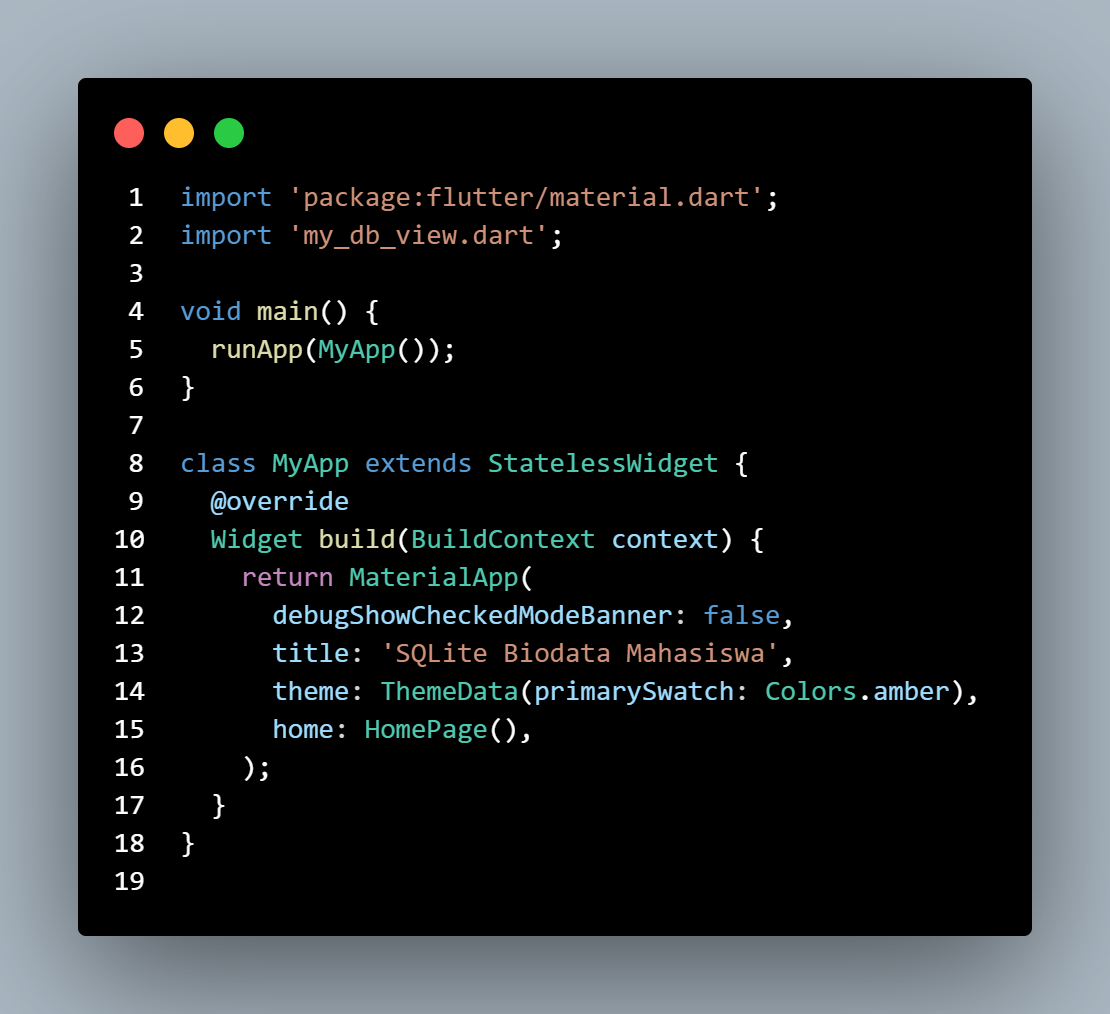 1 import 'package:flutter/material.dart';
2 import 'my_db_view.dart';
3
4 void main() {
5   runApp(MyApp());
6 }
7
8 class MyApp extends StatelessWidget {
9   @override
10   Widget build(BuildContext context) {
11     return MaterialApp(
12       debugShowCheckedModeBanner: false,
13       title: 'SQLite Biodata Mahasiswa',
14       theme: ThemeData(primarySwatch: Colors.amber),
15       home: HomePage(),
16     );
17   }
18 }
19